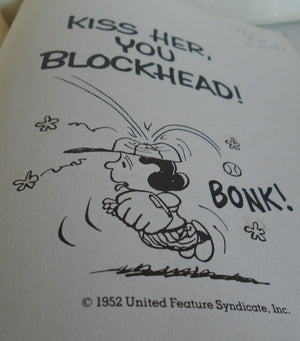 KISS HER,
YOU
BLOCKHEAD!
BONK!
© 1952 United Feature Syndicate, Inc.